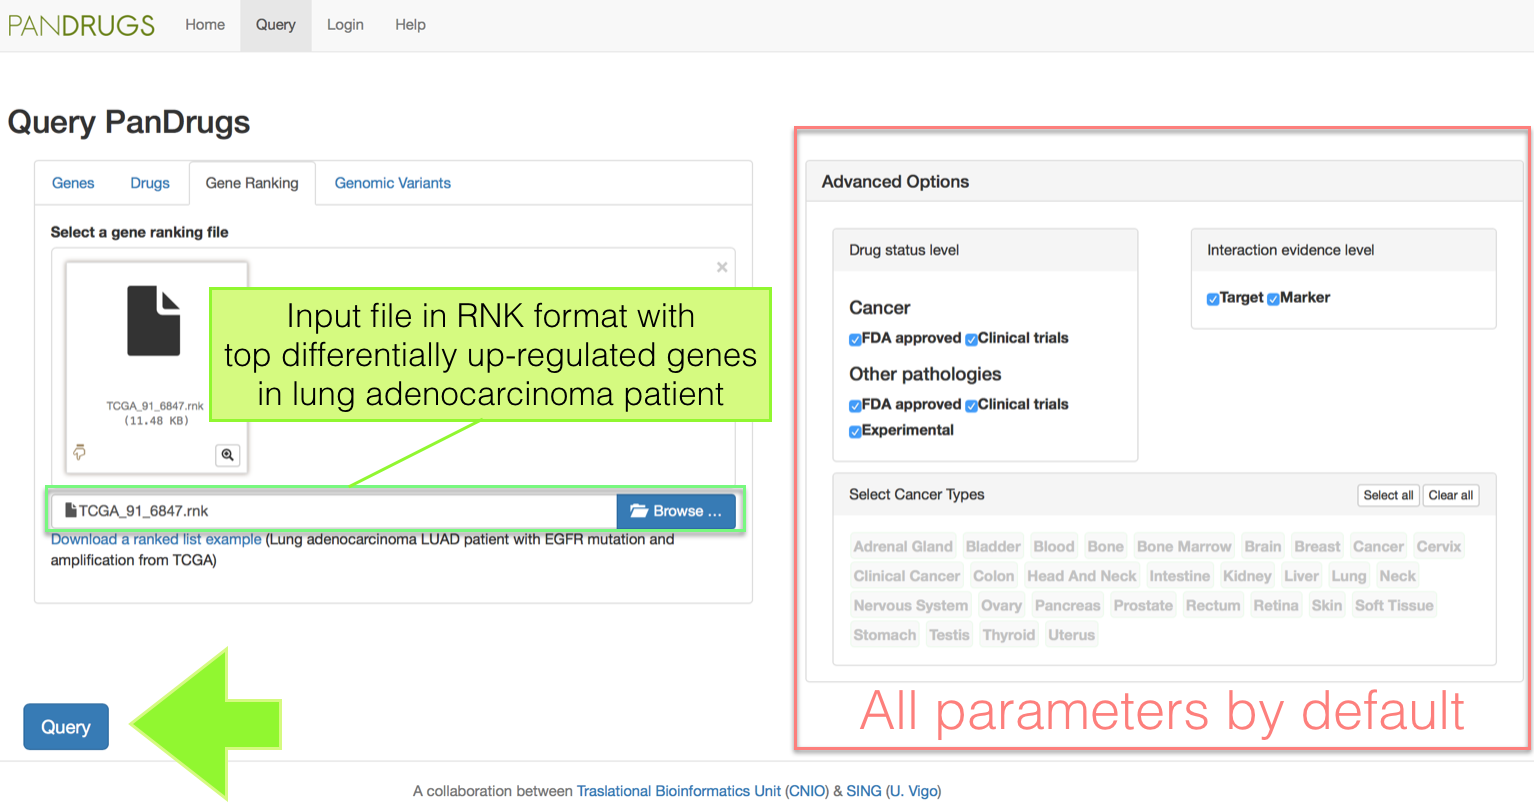 PANDRUGS Home Query Login Help
Query PanDrugs
Genes Drugs Gene Ranking Genomic Variants
Select a gene ranking file
×
TCGA_91_6847.rnk
(11.48 KB)
Input file in RNK format with
top differentially up-regulated genes
in lung adenocarcinoma patient
TCGA_91_6847.rnk Browse ...
Download a ranked list example (Lung adenocarcinoma LUAD patient with EGFR mutation and
amplification from TCGA)
Query
Advanced Options
Drug status level
Cancer
FDA approved Clinical trials
Other pathologies
FDA approved Clinical trials
Experimental
Interaction evidence level
Target Marker
Select Cancer Types Select all Clear all
Adrenal Gland Bladder Blood Bone Bone Marrow Brain Breast Cancer Cervix
Clinical Cancer Colon Head And Neck Intestine Kidney Liver Lung Neck
Nervous System Ovary Pancreas Prostate Rectum Retina Skin Soft Tissue
Stomach Testis Thyroid Uterus
All parameters by default
A collaboration between Traslational Bioinformatics Unit (CNIO) & SING (U. Vigo)